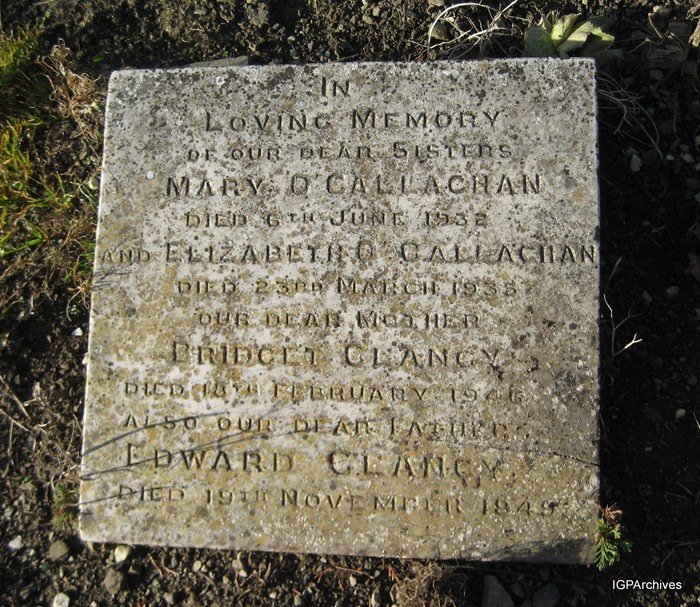 IN
LOVING MEMORY
OF OUR DEAR SISTERS
MARY O'CALLAGHAN
DIED 6TH JUNE 1932
AND ELIZABETH O'CALLAGHAN
DIED 23RD MARCH 1938
OUR DEAR MOTHER
BRIDGET CLANCY
DIED 18TH FEBRUARY 1946
ALSO OUR DEAR FATHER
EDWARD CLANCY
DIED 19TH NOVEMBER 1949
IGPArchives